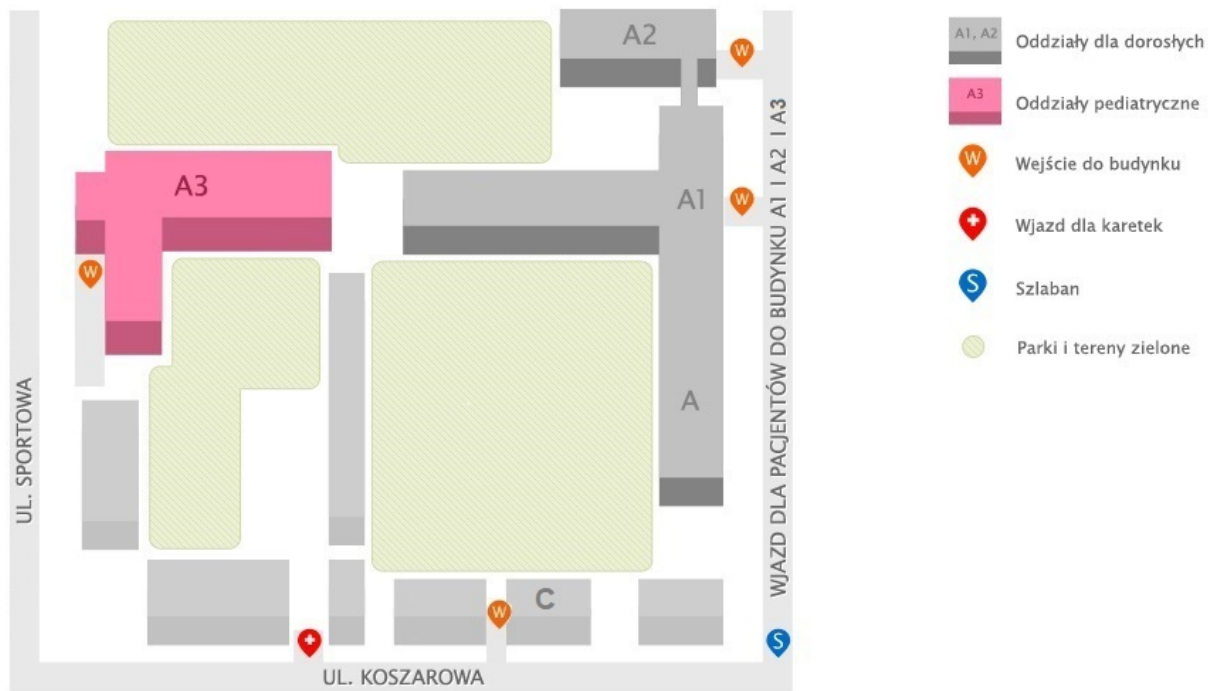 A2
W
A3
A1
W
W
A
C
W
S
UL. SPORTOWA
UL. KOSZAROWA
WJAZD DLA PACJENTÓW DO BUDYNKU A1 I A2 I A3
A1, A2
Oddziały dla dorosłych
A3
Oddziały pediatryczne
W
Wejście do budynku
Wjazd dla karetek
S
Szlaban
Parki i tereny zielone